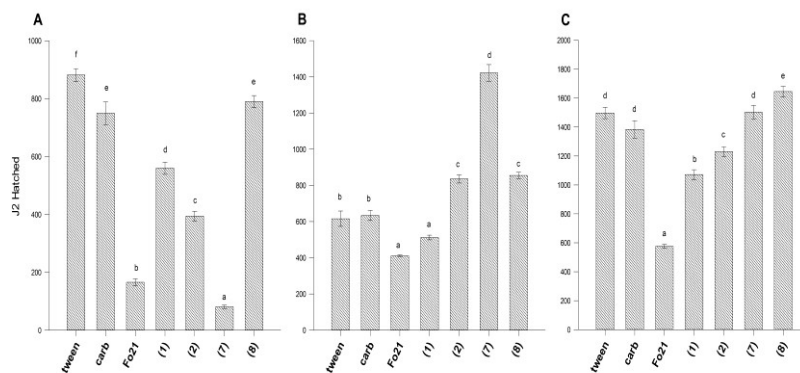 A
B
C
1000
800
600
400
200
0
J2 Hatched
f
e
b
d
c
a
e
tween
carb
Fo21
(1)
(2)
(7)
(8)
1600
1400
1200
1000
800
600
400
200
0
b
b
a
a
c
d
c
tween
carb
Fo21
(1)
(2)
(7)
(8)
2000
1800
1600
1400
1200
1000
800
600
400
200
0
d
d
a
b
c
d
e
tween
carb
Fo21
(1)
(2)
(7)
(8)